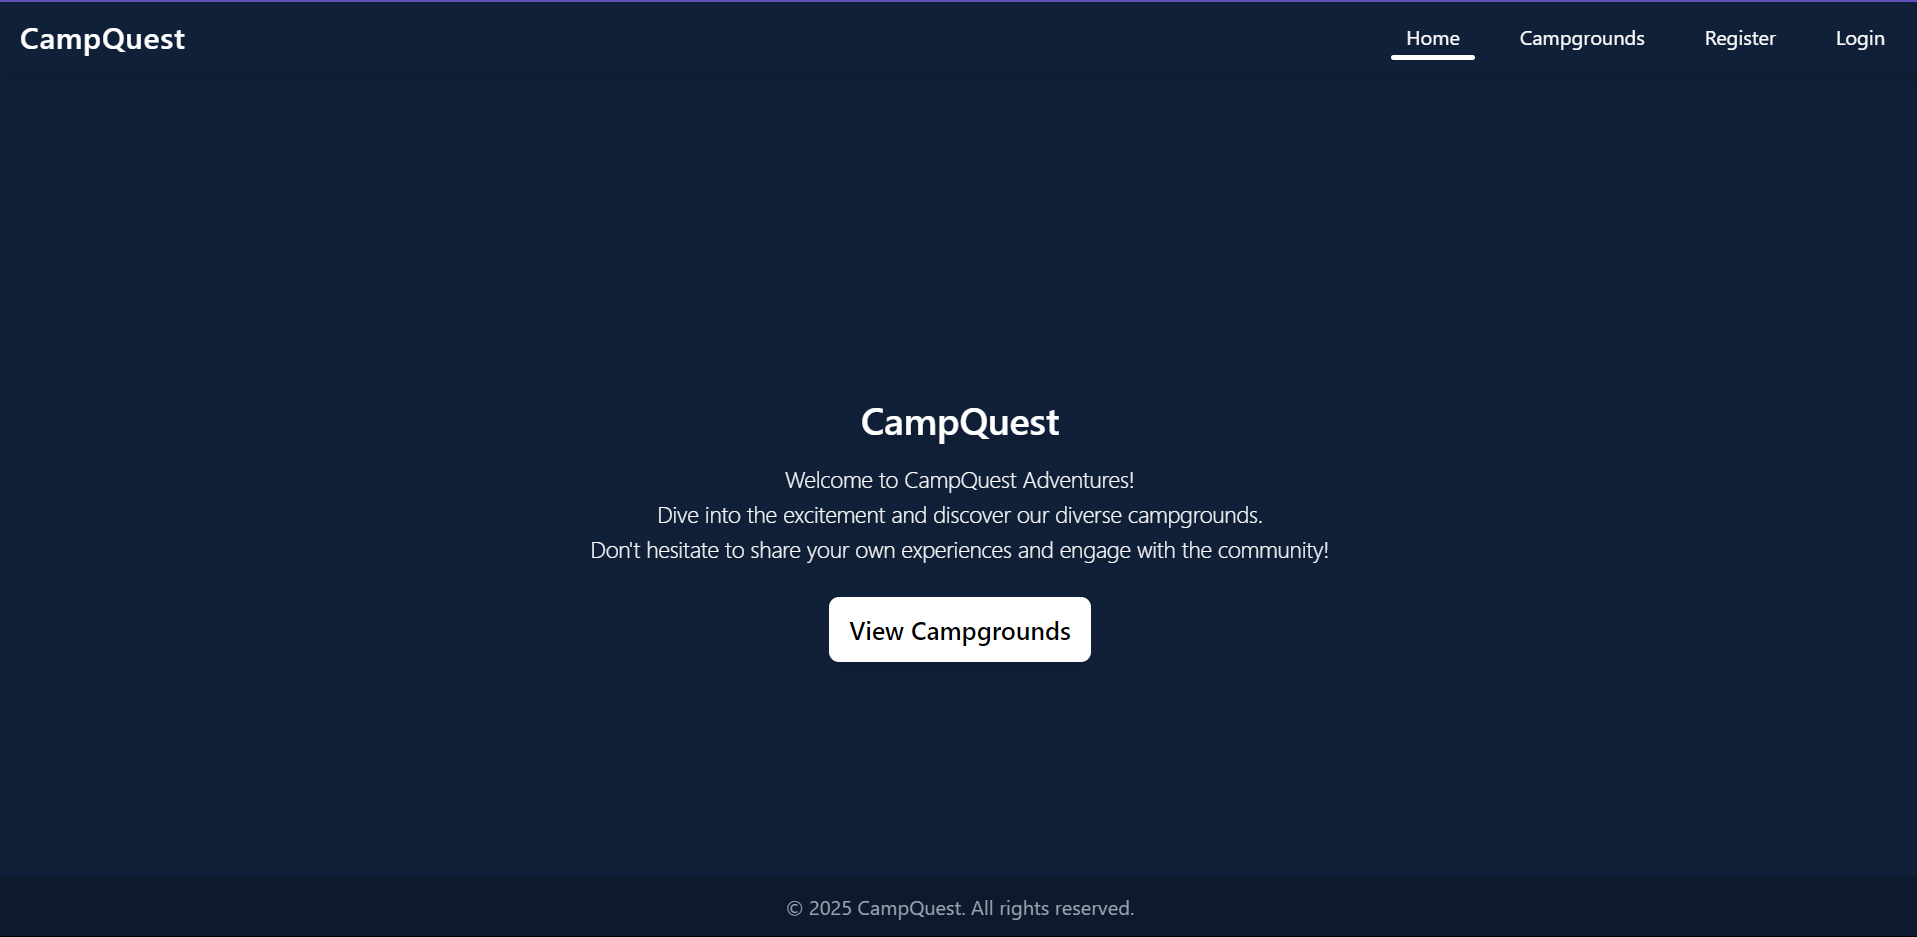 CampQuest
Home
Campgrounds
Register
Login
CampQuest
Welcome to CampQuest Adventures!
Dive into the excitement and discover our diverse campgrounds.
Don't hesitate to share your own experiences and engage with the community!
View Campgrounds
© 2025 CampQuest. All rights reserved.